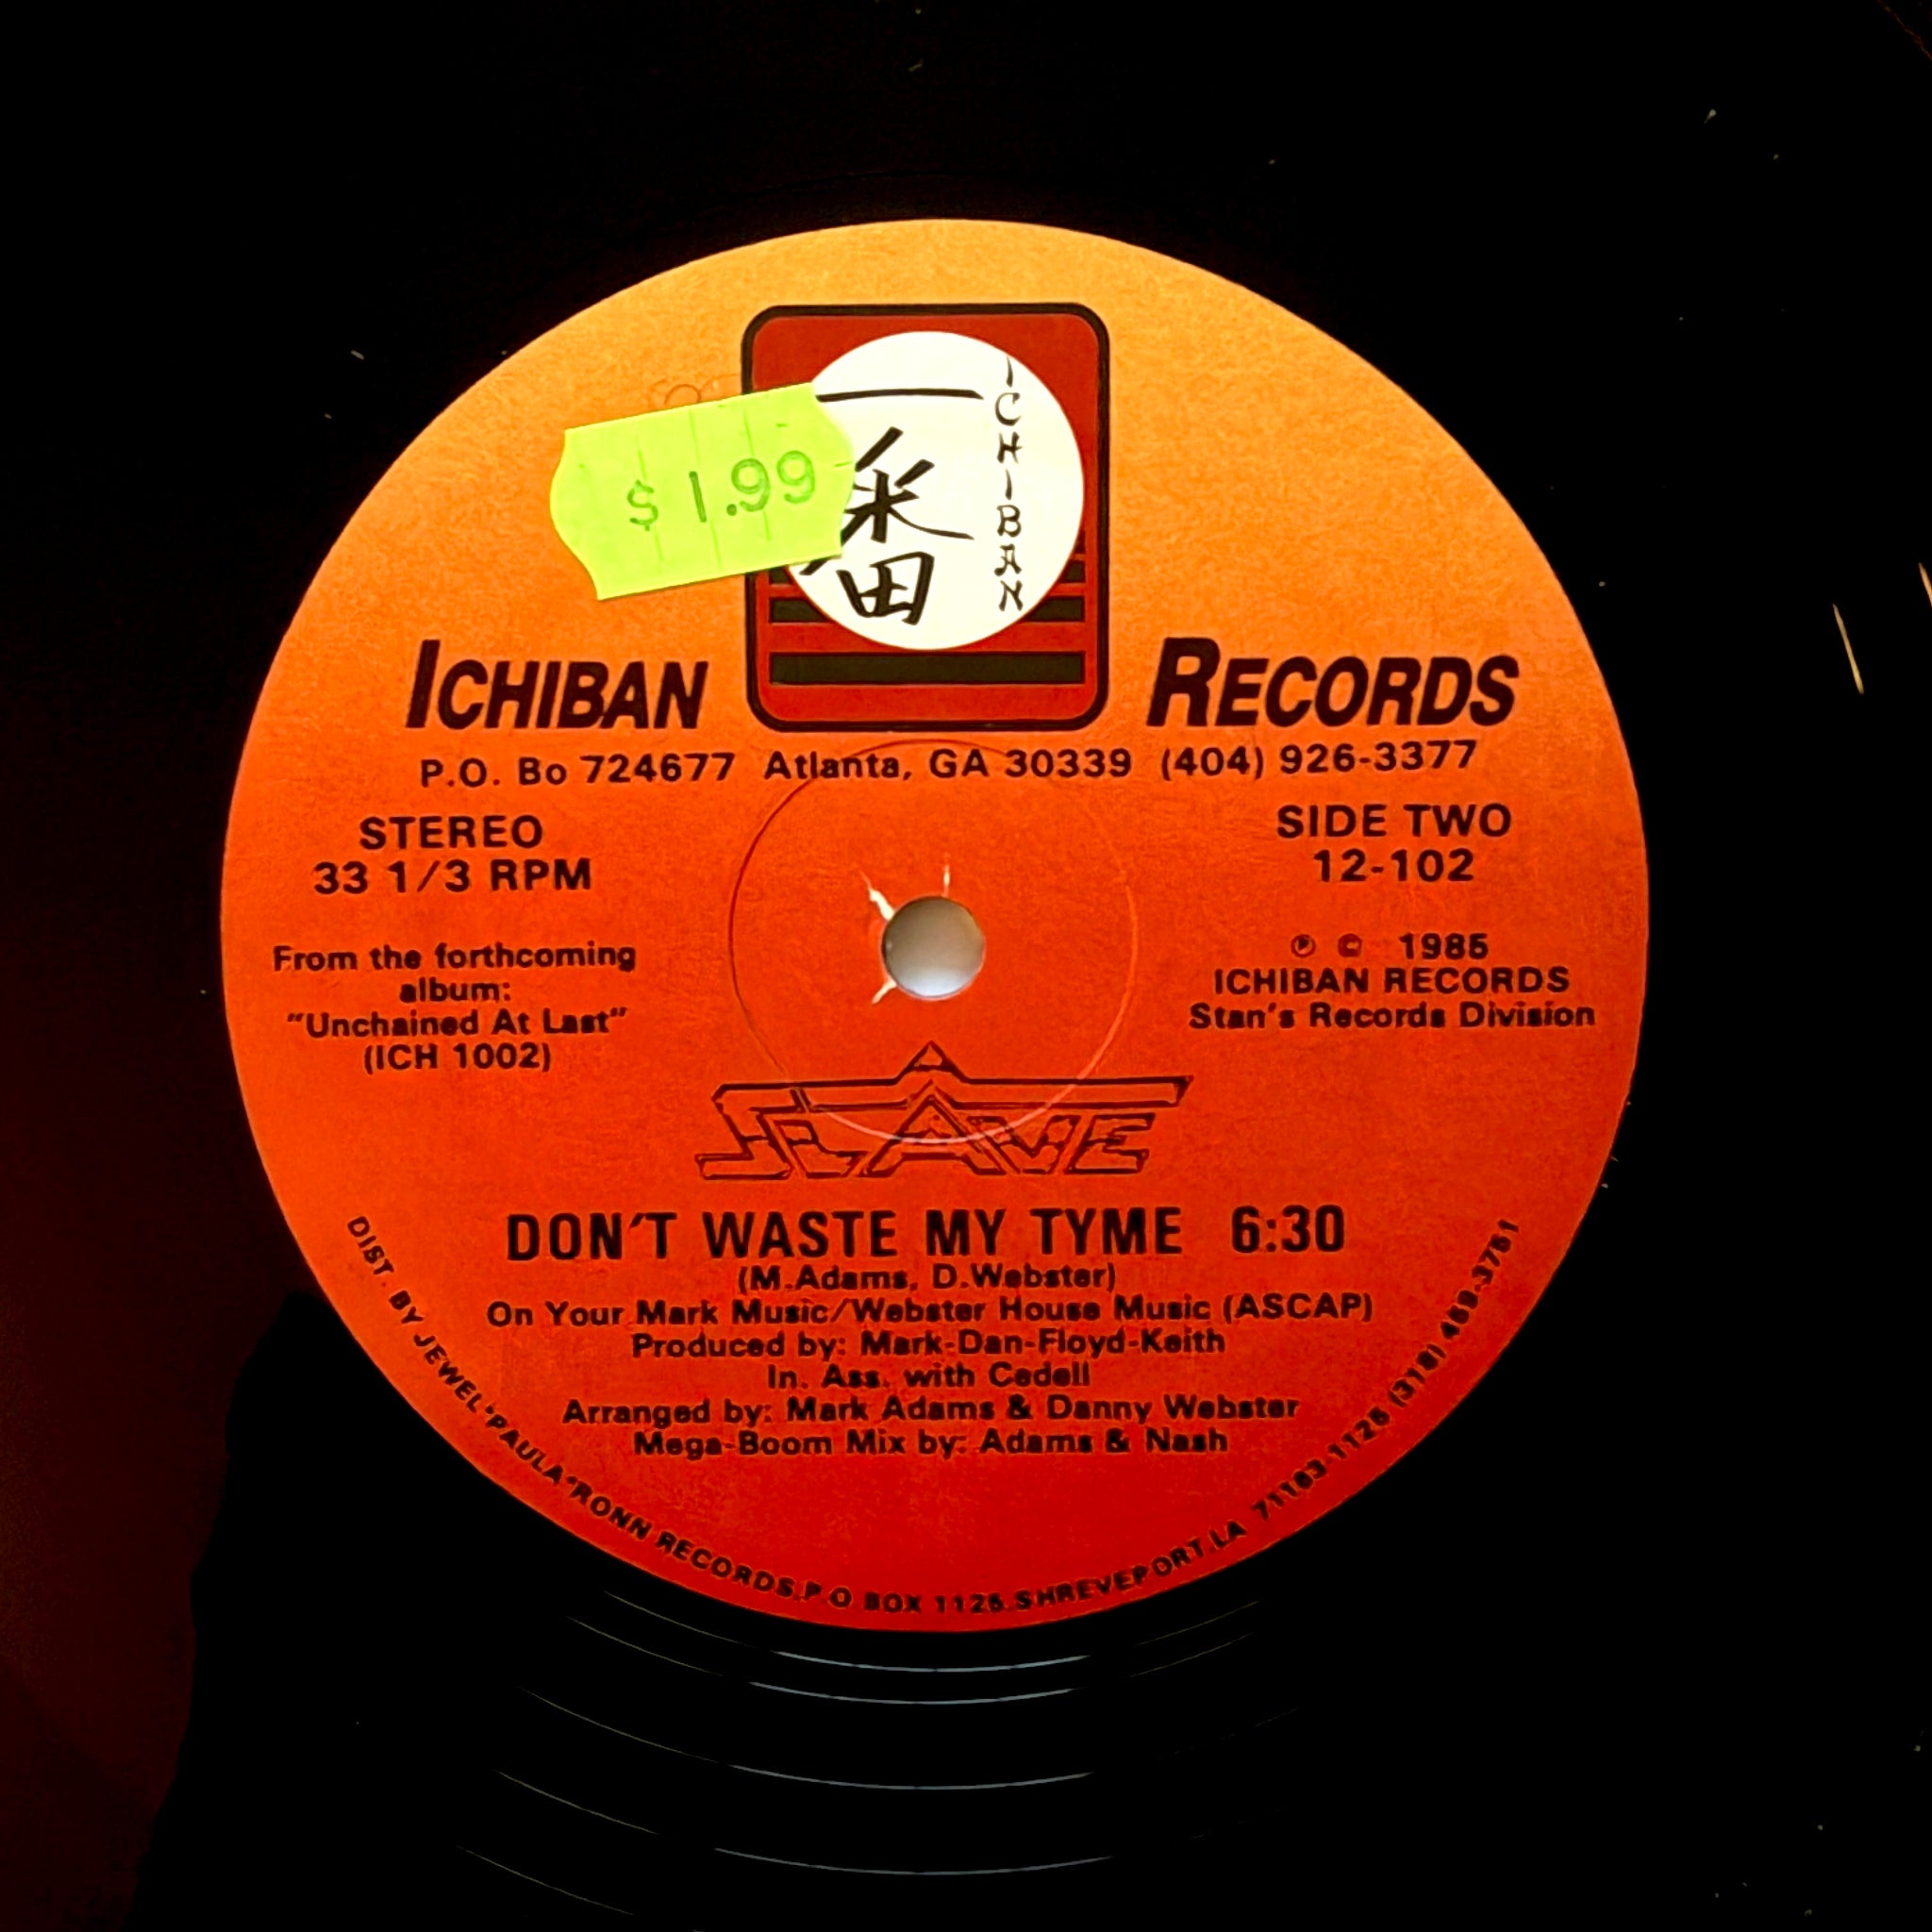 $ 1.99
一番
ICHIBAN
ICHIBAN RECORDS
P.O. Bo 724677 Atlanta, GA 30339 (404) 926-3377
STEREO
33 1/3 RPM
SIDE TWO
12-102
From the forthcoming
album:
"Unchained At Last"
(ICH 1002)
℗ © 1985
ICHIBAN RECORDS
Stan's Records Division
SLAVE
DON'T WASTE MY TYME 6:30
(M.Adams, D.Webster)
On Your Mark Music/Webster House Music (ASCAP)
Produced by: Mark-Dan-Floyd-Keith
In. Ass. with Cedell
Arranged by: Mark Adams & Danny Webster
Mega-Boom Mix by: Adams & Nash
DIST. BY JEWEL*PAULA*RONN RECORDS.P.O BOX 1125.SHREVEPORT,LA 71163-1125 (318)